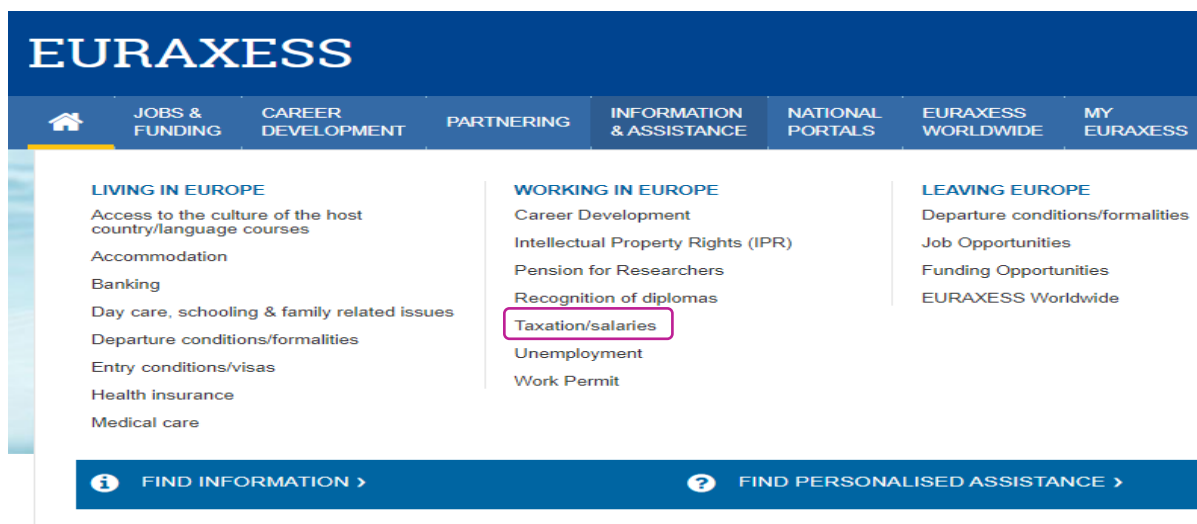 EURAXESS
JOBS &
FUNDING
CAREER
DEVELOPMENT
PARTNERING
INFORMATION
& ASSISTANCE
NATIONAL
PORTALS
EURAXESS
WORLDWIDE
MY
EURAXESS
LIVING IN EUROPE
Access to the culture of the host
country/language courses
Accommodation
Banking
Day care, schooling & family related issues
Departure conditions/formalities
Entry conditions/visas
Health insurance
Medical care
WORKING IN EUROPE
Career Development
Intellectual Property Rights (IPR)
Pension for Researchers
Recognition of diplomas
Taxation/salaries
Unemployment
Work Permit
LEAVING EUROPE
Departure conditions/formalities
Job Opportunities
Funding Opportunities
EURAXESS Worldwide
FIND INFORMATION >
FIND PERSONALISED ASSISTANCE >